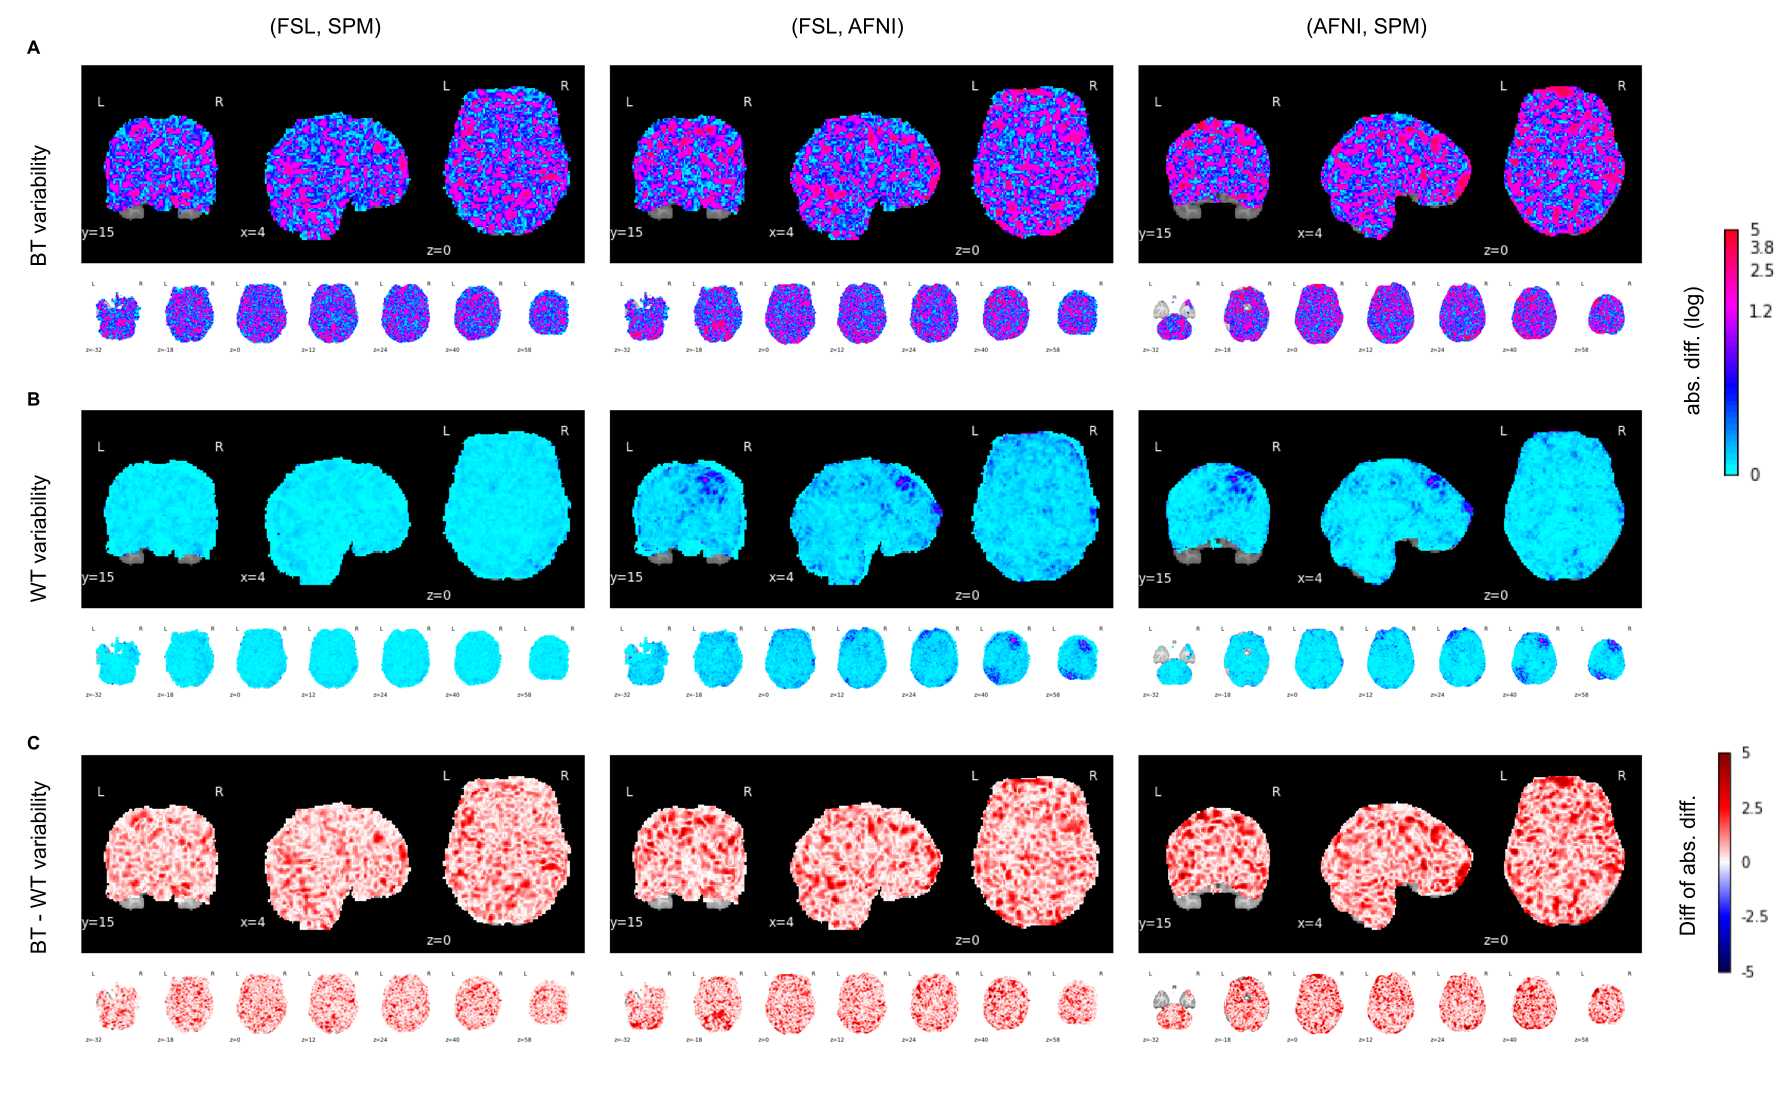 (FSL, SPM) (FSL, AFNI) (AFNI, SPM)
A
BT variability
L R L R
y=15 x=4 z=0
L R L R
y=15 x=4 z=0
L R L R
y=15 x=4 z=0
L R L R
z=-32 z=-18 z=0 z=12 z=24 z=40 z=58
L R L R
z=-32 z=-18 z=0 z=12 z=24 z=40 z=58
L R L R
z=-32 z=-18 z=0 z=12 z=24 z=40 z=58
abs. diff. (log)
5
3.8
2.5
1.2
0
B
WT variability
L R L R
y=15 x=4 z=0
L R L R
y=15 x=4 z=0
L R L R
y=15 x=4 z=0
L R L R
z=-32 z=-18 z=0 z=12 z=24 z=40 z=58
L R L R
z=-32 z=-18 z=0 z=12 z=24 z=40 z=58
L R L R
z=-32 z=-18 z=0 z=12 z=24 z=40 z=58
C
BT - WT variability
L R L R
y=15 x=4 z=0
L R L R
y=15 x=4 z=0
L R L R
y=15 x=4 z=0
L R L R
z=-32 z=-18 z=0 z=12 z=24 z=40 z=58
L R L R
z=-32 z=-18 z=0 z=12 z=24 z=40 z=58
L R L R
z=-32 z=-18 z=0 z=12 z=24 z=40 z=58
Diff of abs. diff.
5
2.5
0
-2.5
-5